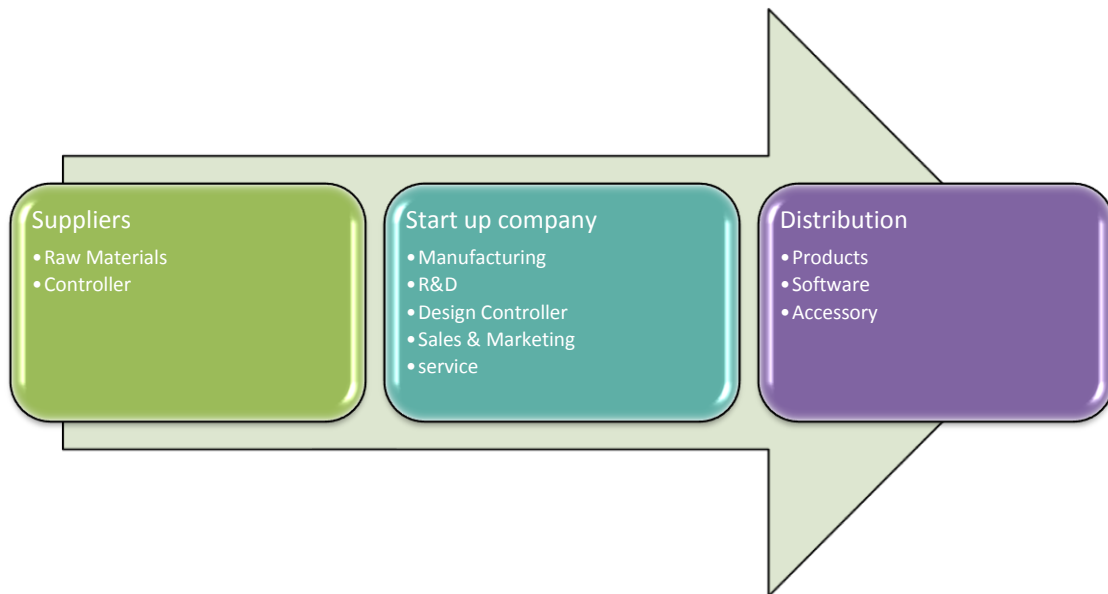 Suppliers
•Raw Materials
•Controller
Start up company
•Manufacturing
•R&D
•Design Controller
•Sales & Marketing
•service
Distribution
•Products
•Software
•Accessory